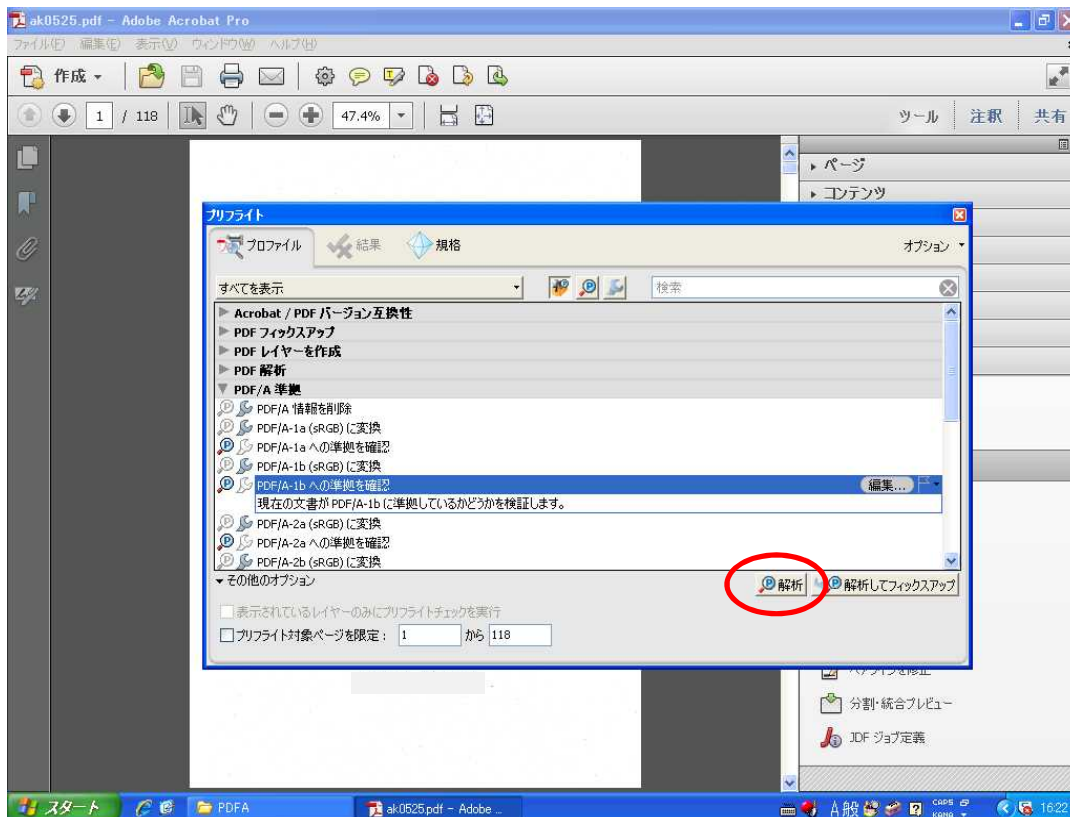 ak0525.pdf - Adobe Acrobat Pro
ファイル(F) 編集(E) 表示(V) ウィンドウ(W) ヘルプ(H)
作成
1 / 118 47.4% ツール 注釈 共有
ページ
コンテンツ
プリフライト
プロファイル 結果 規格 オプション
すべてを表示 検索
Acrobat / PDF バージョン互換性
PDF フィックスアップ
PDF レイヤーを作成
PDF 解析
PDF/A 準拠
PDF/A 情報を削除
PDF/A-1a (sRGB) に変換
PDF/A-1a への準拠を確認
PDF/A-1b (sRGB) に変換
PDF/A-1b への準拠を確認 編集...
現在の文書が PDF/A-1b に準拠しているかどうかを検証します。
PDF/A-2a (sRGB) に変換
PDF/A-2a への準拠を確認
PDF/A-2b (sRGB) に変換
その他のオプション 解析 解析してフィックスアップ
表示されているレイヤーのみにプリフライトチェックを実行
プリフライト対象ページを限定： 1 から 118
ヘアラインを修正
分割・統合プレビュー
JDF ジョブ定義
スタート PDFA ak0525.pdf - Adobe ... A 般 CAPS KANA 16:22